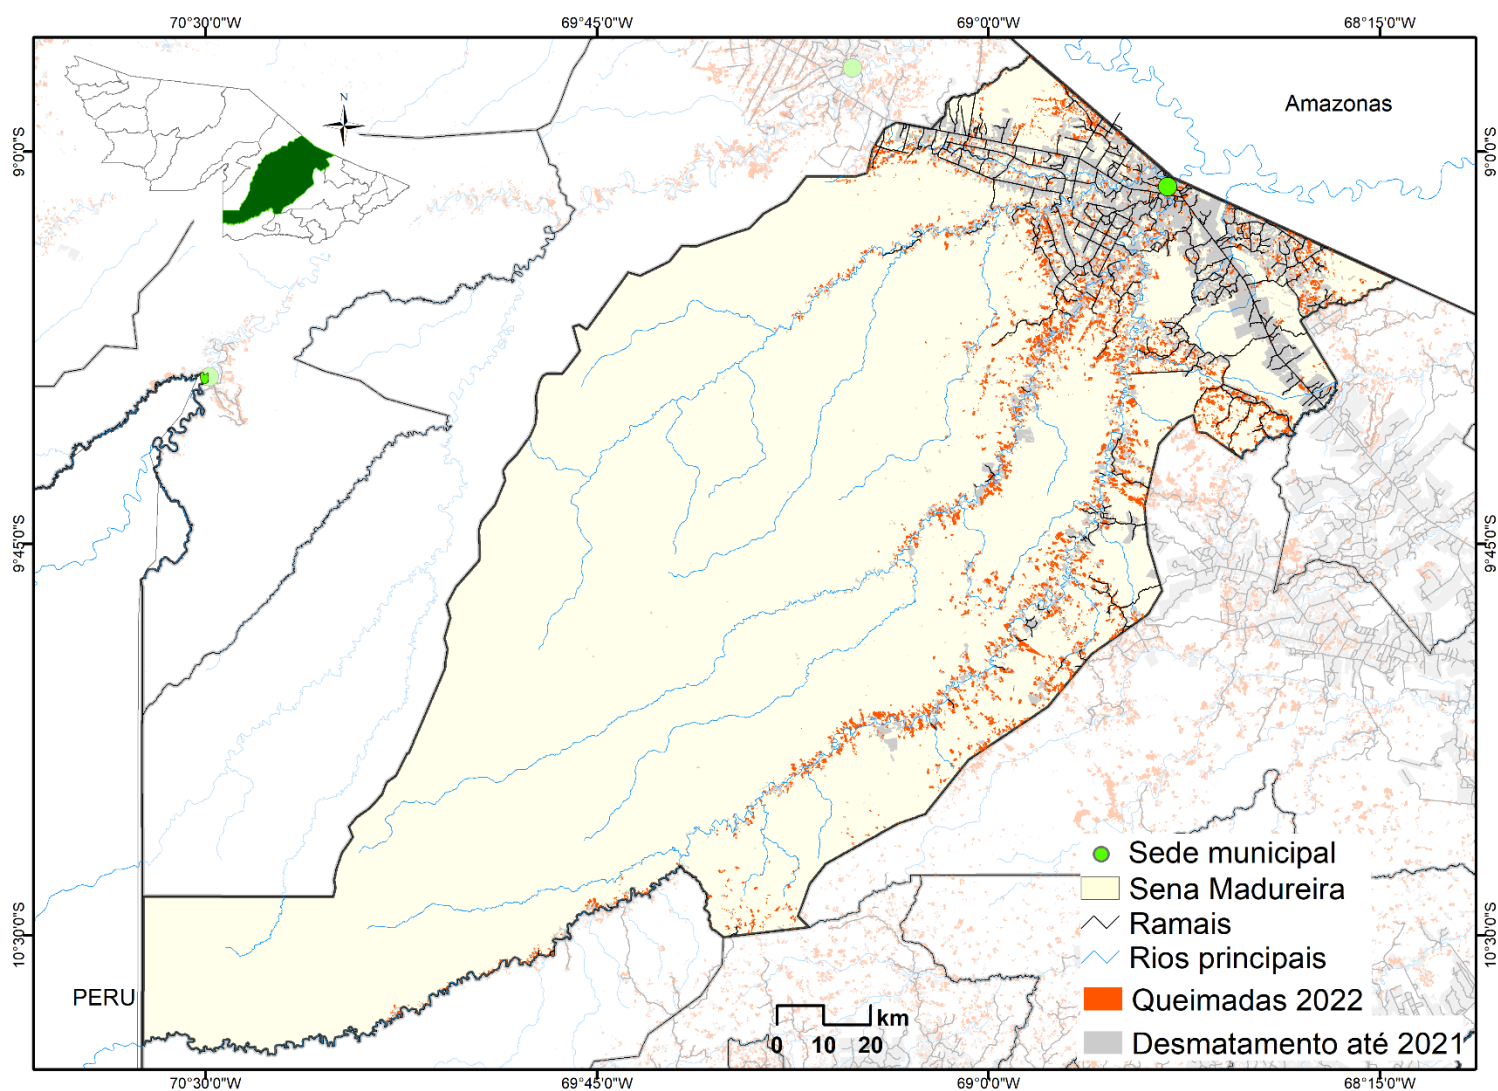 70°30'0"W 69°45'0"W 69°0'0"W 68°15'0"W
N
Amazonas
9°0'0"S 9°0'0"S
9°45'0"S 9°45'0"S
Sede municipal
Sena Madureira
Ramais
10°30'0"S 10°30'0"S
Rios principais
PERU
Queimadas 2022
km
0 10 20
Desmatamento até 2021
70°30'0"W 69°45'0"W 69°0'0"W 68°15'0"W